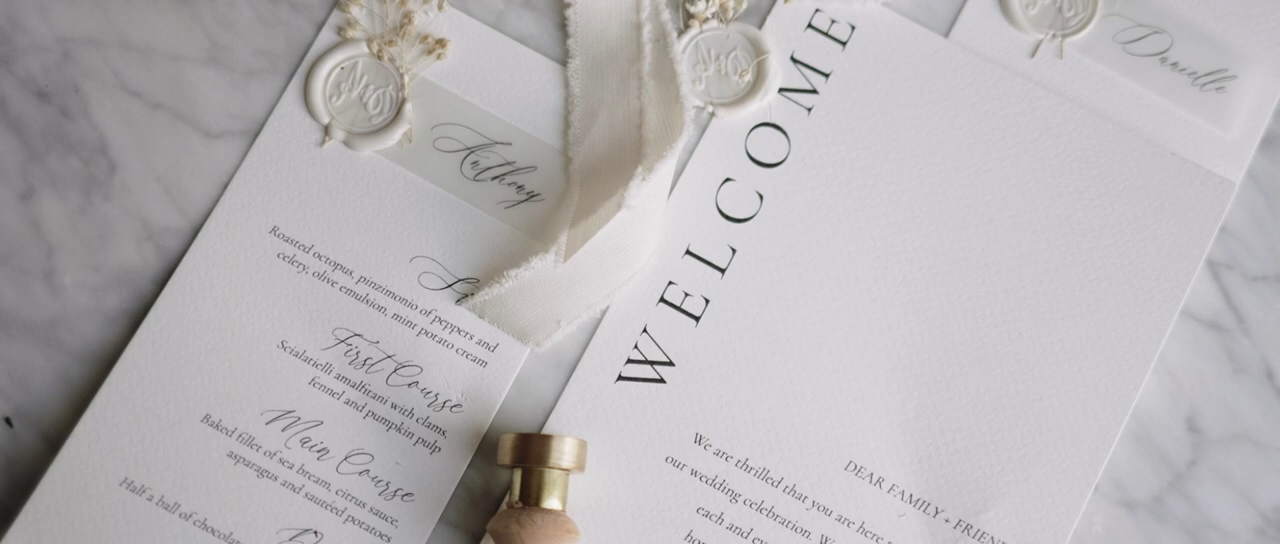 Anthony
Roasted octopus, pinzimonio of peppers and
celery, olive emulsion, mint potato cream
First Course
Scialatielli amalfitani with clams,
fennel and pumpkin pulp
Main Course
Baked fillet of sea bream, citrus sauce,
asparagus and sautéed potatoes
Half a ball of chocolat
WELCOME
DEAR FAMILY + FRIEN
We are thrilled that you are here
our wedding celebration. W
each and ev
Danielle